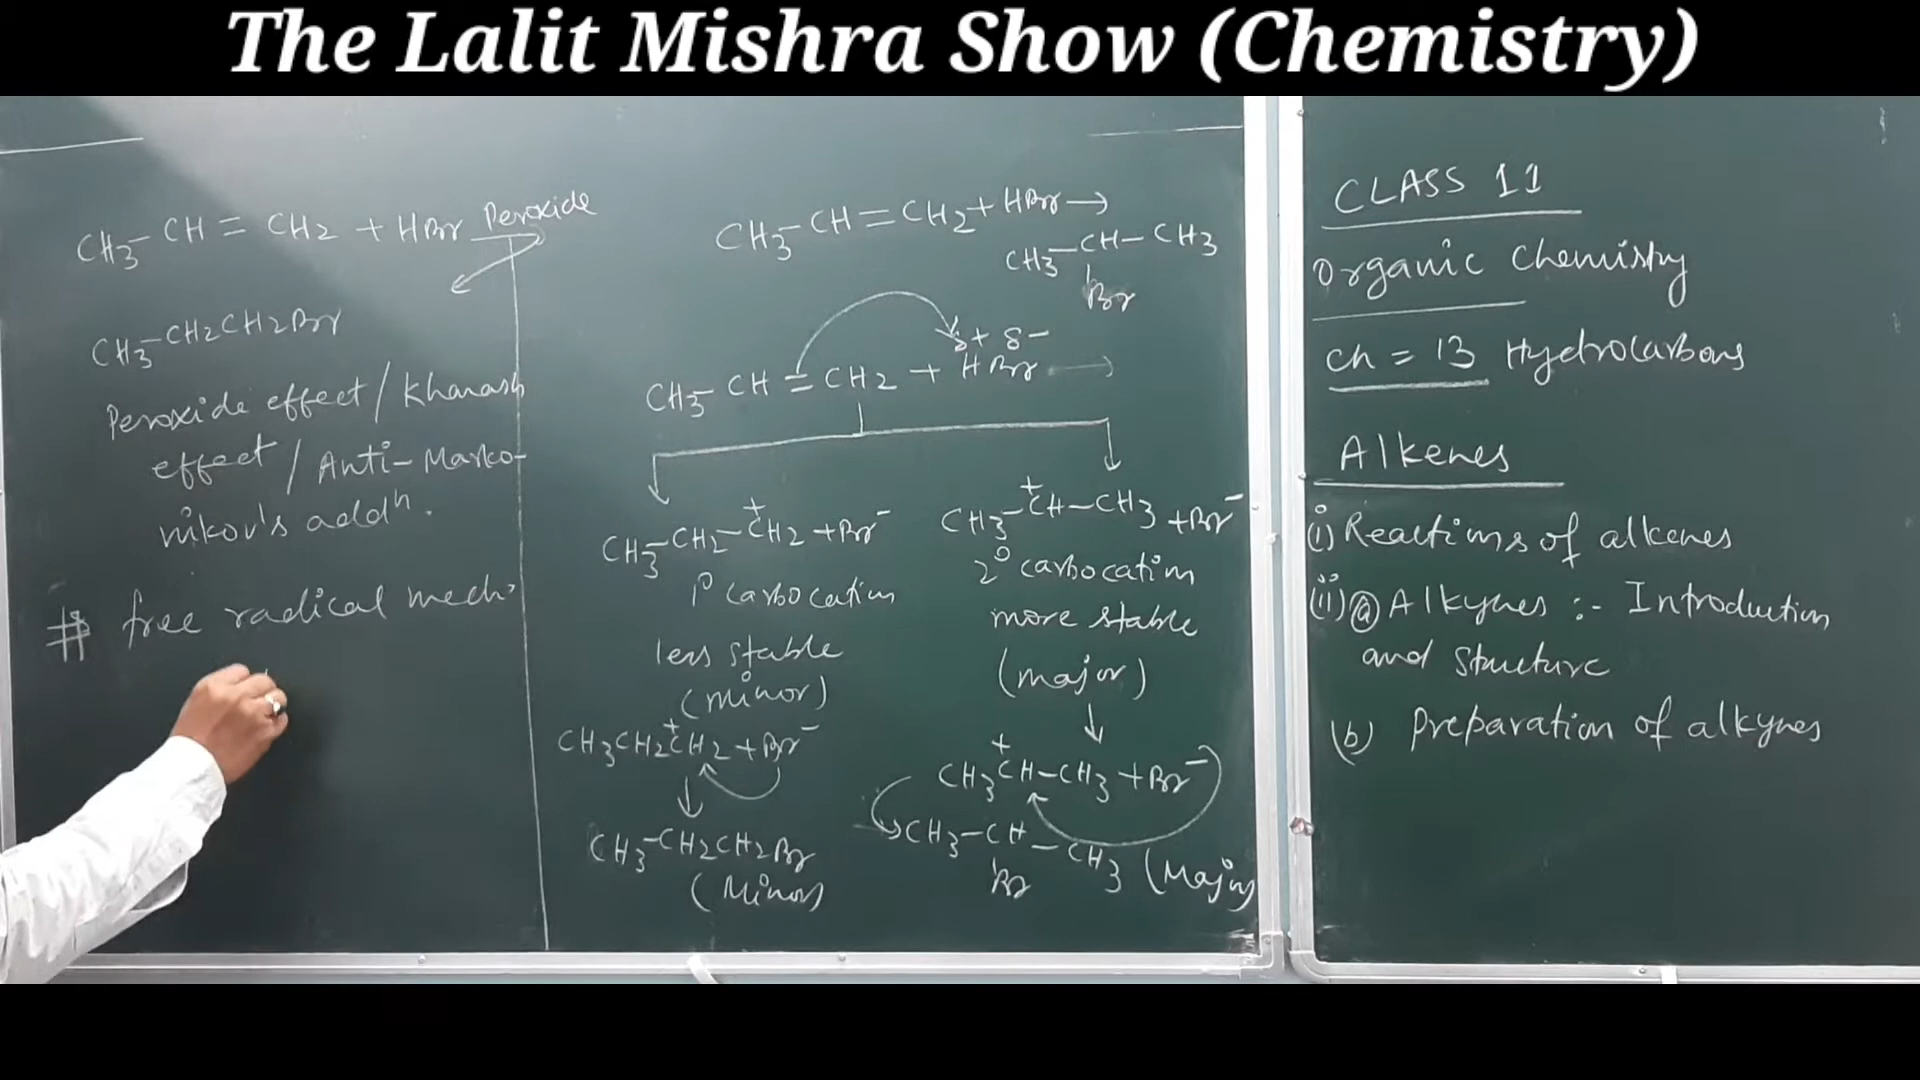 The Lalit Mishra Show (Chemistry)
CH3-CH=CH2+HBr Peroxide
CH3-CH2CH2Br
Peroxide effect/Kharash
effect/Anti-Marko-
nikov's addn.
# free radical mech.
CH3-CH=CH2+HBr→
CH3-CH-CH3
Br
δ+ δ-
CH3-CH=CH2+HBr →
CH3-CH2-C+H2+Br-
1° carbocation
less stable
(minor)
CH3CH2C+H2+Br-
↓
CH3-CH2CH2Br
(Minor)
CH3-C+H-CH3+Br-
2° carbocation
more stable
(major)
↓
CH3C+H-CH3+Br-
CH3-CH-CH3 (Major)
Br
CLASS 11
Organic Chemistry
Ch = 13 Hydrocarbons
Alkenes
(i) Reactions of alkenes
(ii) (a) Alkynes :- Introduction
and structure
(b) Preparation of alkynes